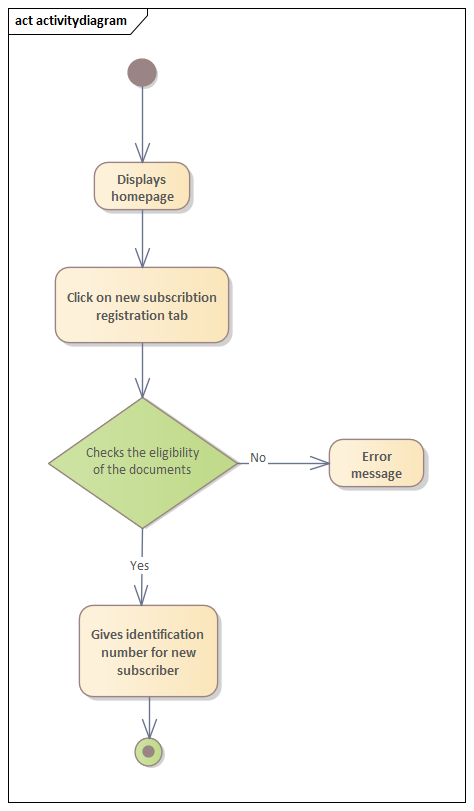 act activitydiagram
Displays
homepage
Click on new subscribtion
registration tab
Checks the eligibility
of the documents
No
Error
message
Yes
Gives identification
number for new
subscriber